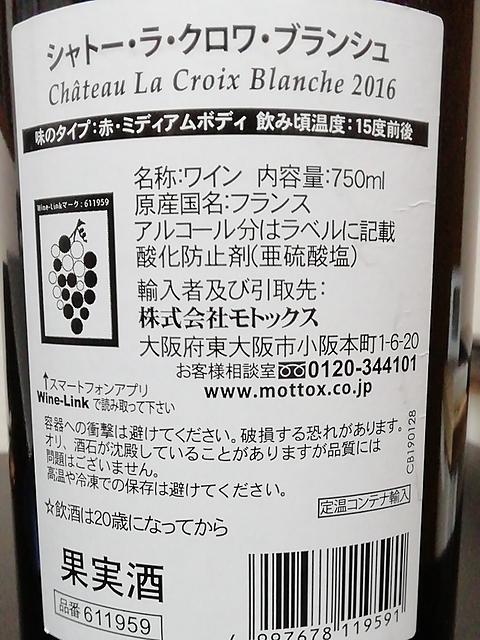 シャトー・ラ・クロワ・ブランシュ
Château La Croix Blanche 2016
味のタイプ:赤・ミディアムボディ 飲み頃温度:15度前後
名称:ワイン 内容量:750ml
原産国名:フランス
アルコール分はラベルに記載
酸化防止剤(亜硫酸塩)
輸入者及び引取先:
株式会社モトックス
大阪府東大阪市小阪本町1-6-20
お客様相談室 0120-344101
www.mottox.co.jp
Wine-Linkマーク:611959
↑スマートフォンアプリ
Wine-Linkで読み取って下さい
容器への衝撃は避けてください。破損する恐れがあります。
オリ、酒石が沈殿していることがありますが品質には
問題はございません。
高温や冷凍での保存は避けてください。
CB190128
定温コンテナ輸入
☆飲酒は20歳になってから
果実酒
品番 611959
997678 119591